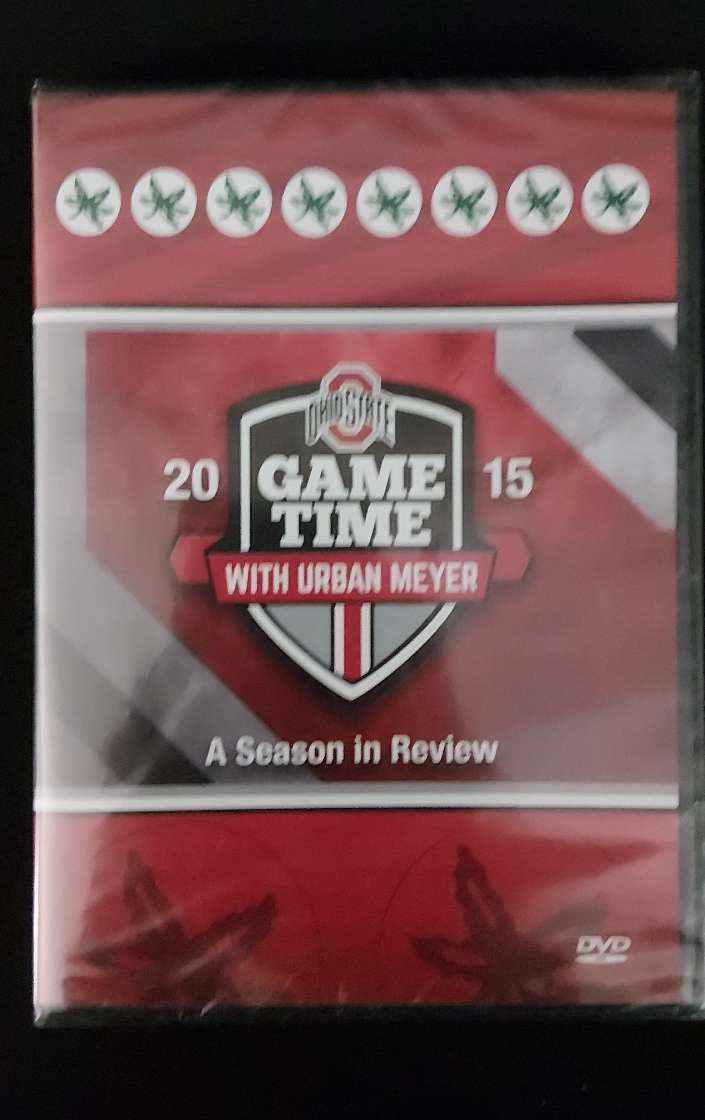 OHIO STATE
20 GAME 15
TIME
WITH URBAN MEYER
A Season in Review
DVD